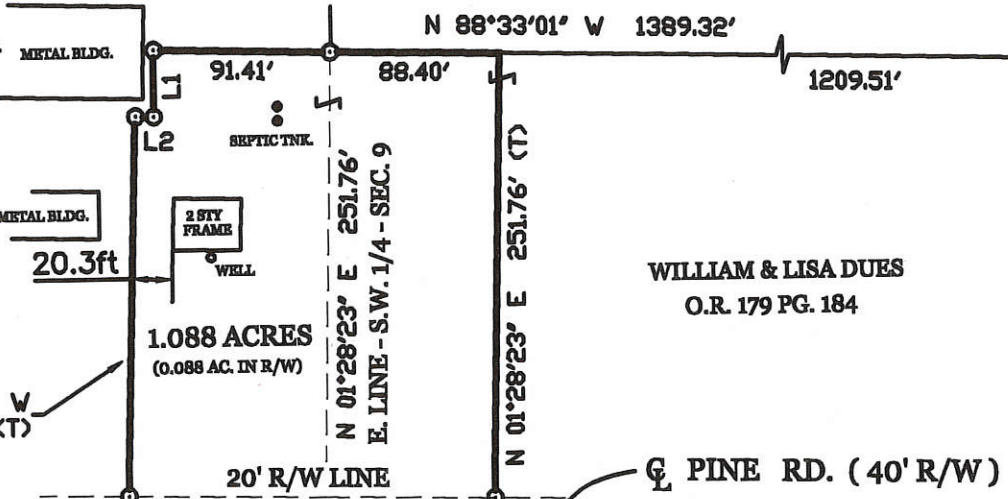 N 88°33'01" W 1389.32'
METAL BLDG.
91.41'
88.40'
1209.51'
L1
L2
SEPTIC TNK.
METAL BLDG.
2 STY
FRAME
20.3ft
WELL
N 01°28'23" E 251.76'
E. LINE - S.W. 1/4 - SEC. 9
N 01°28'23" E 251.76' (T)
WILLIAM & LISA DUES
O.R. 179 PG. 184
1.088 ACRES
(0.088 AC. IN R/W)
W
(T)
20' R/W LINE
℄ PINE RD. ( 40' R/W )